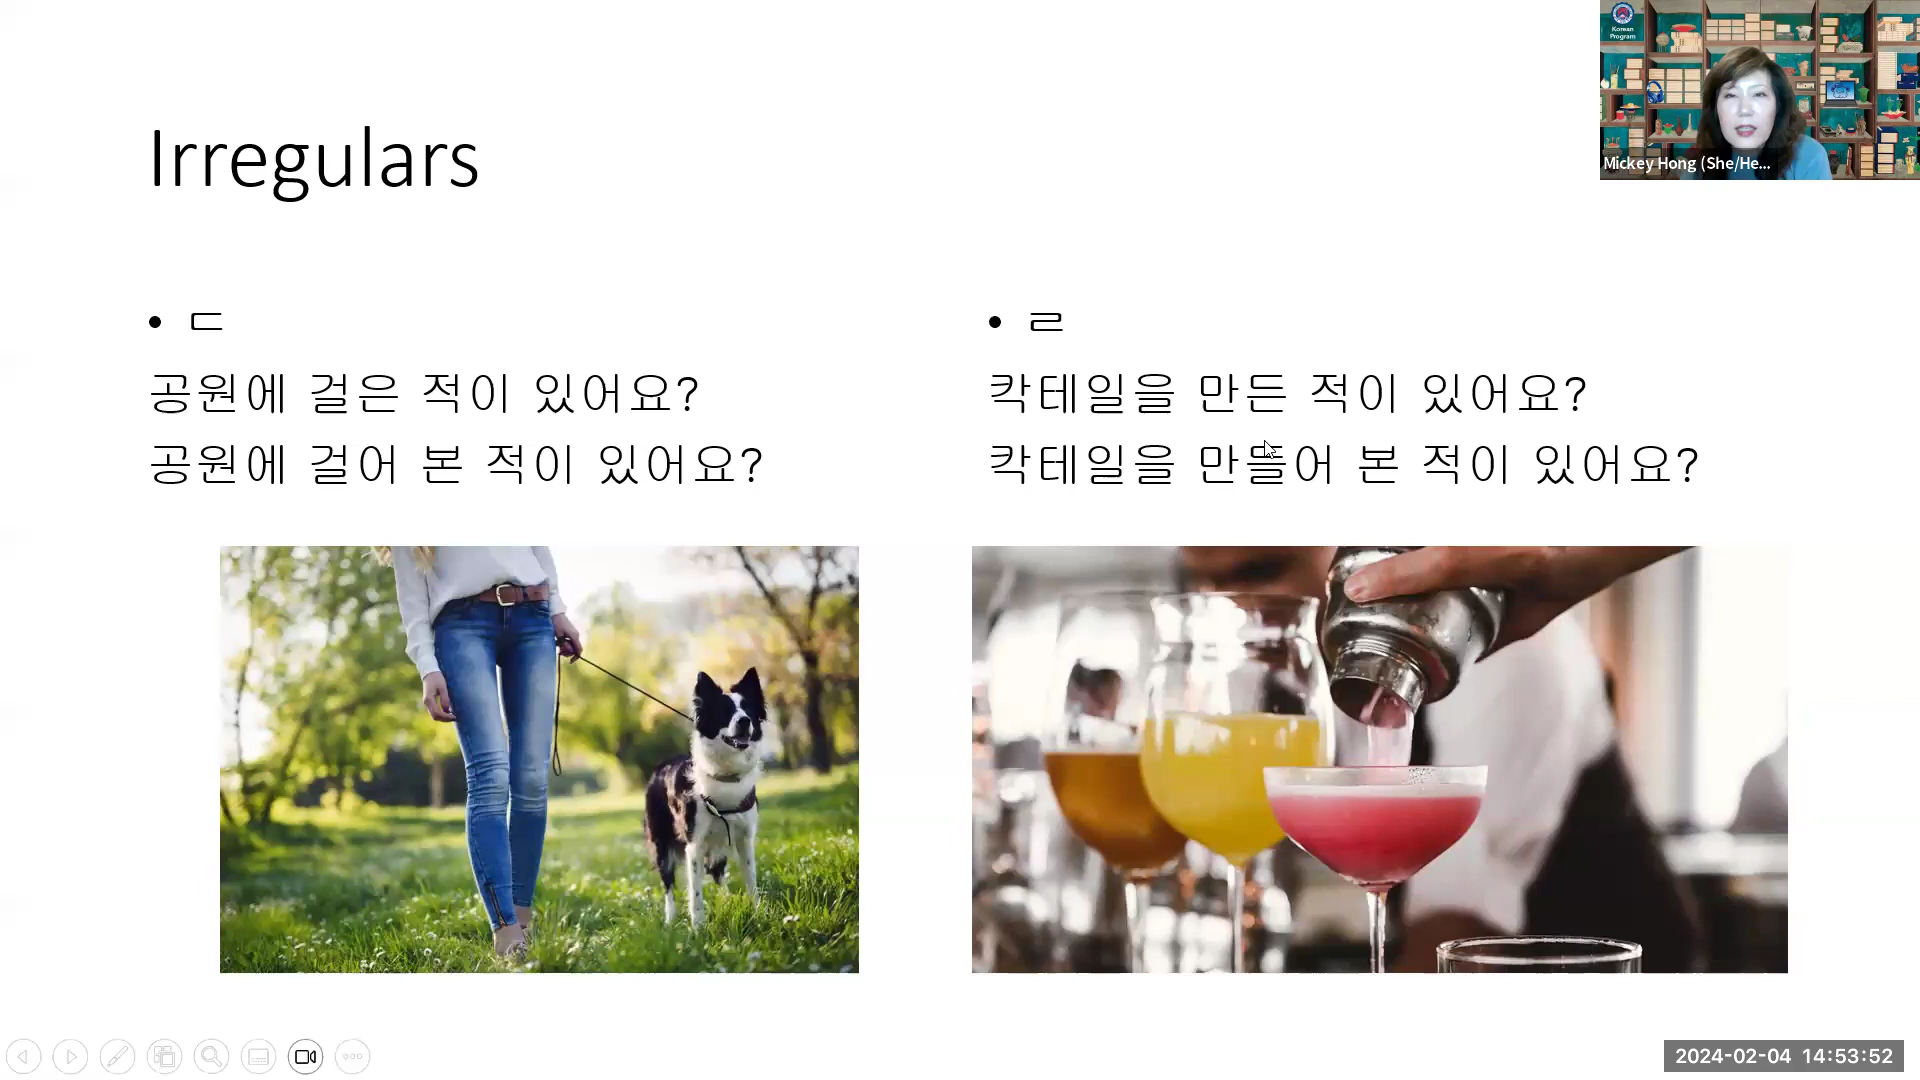 Korean
Program
Mickey Hong (She/He...
Irregulars
• ㄷ
공원에 걸은 적이 있어요?
공원에 걸어 본 적이 있어요?
• ㄹ
칵테일을 만든 적이 있어요?
칵테일을 만들어 본 적이 있어요?
2024-02-04 14:53:52